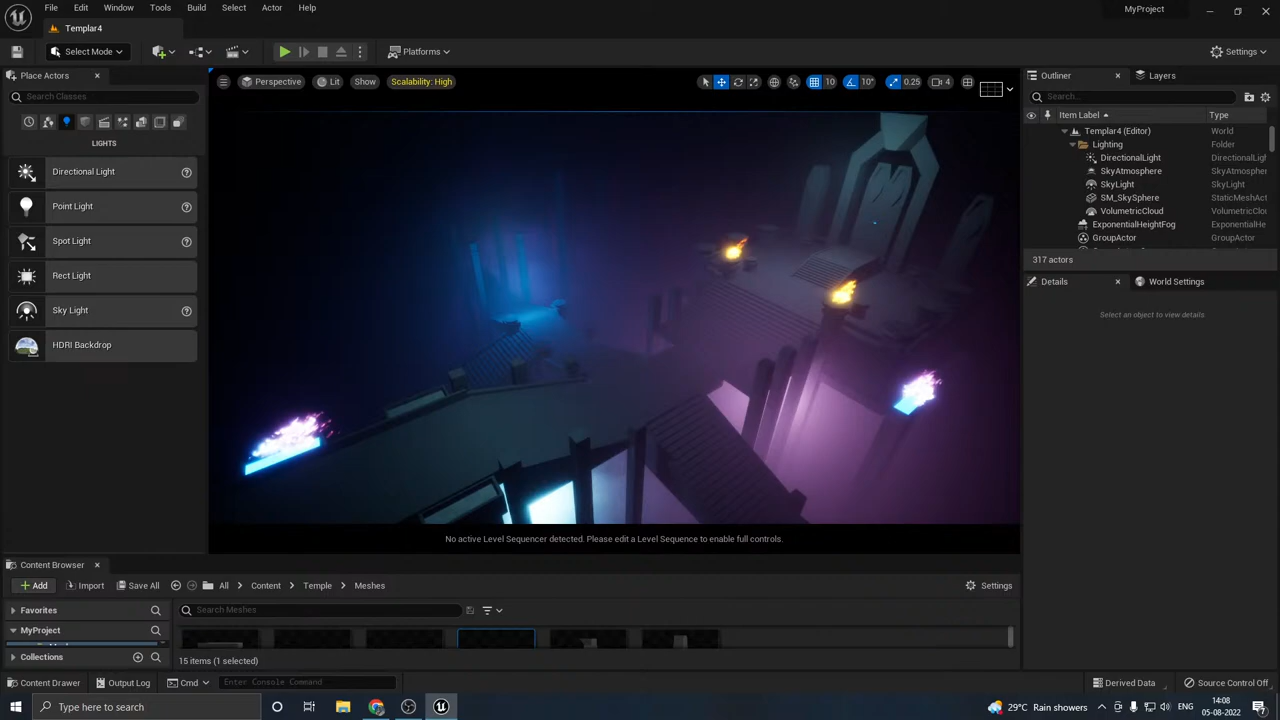 File Edit Window Tools Build Select Actor Help
MyProject
Templar4
Select Mode
Platforms
Settings
Place Actors
Search Classes
LIGHTS
Directional Light
Point Light
Spot Light
Rect Light
Sky Light
HDRI Backdrop
Perspective Lit Show Scalability: High
10 10° 0.25 4
No active Level Sequencer detected. Please edit a Level Sequence to enable full controls.
Outliner Layers
Search...
Item Label Type
Templar4 (Editor) World
Lighting Folder
DirectionalLight DirectionalLig
SkyAtmosphere SkyAtmospher
SkyLight SkyLight
SM_SkySphere StaticMeshAct
VolumetricCloud VolumetricClou
ExponentialHeightFog ExponentialHe
GroupActor GroupActor
317 actors
Details World Settings
Select an object to view details.
Content Browser
Add Import Save All All Content Temple Meshes Settings
Favorites
Search Meshes
MyProject
Collections
15 items (1 selected)
Content Drawer Output Log Cmd Enter Console Command Derived Data Source Control Off
Type here to search
29°C Rain showers ENG 14:08
05-08-2022